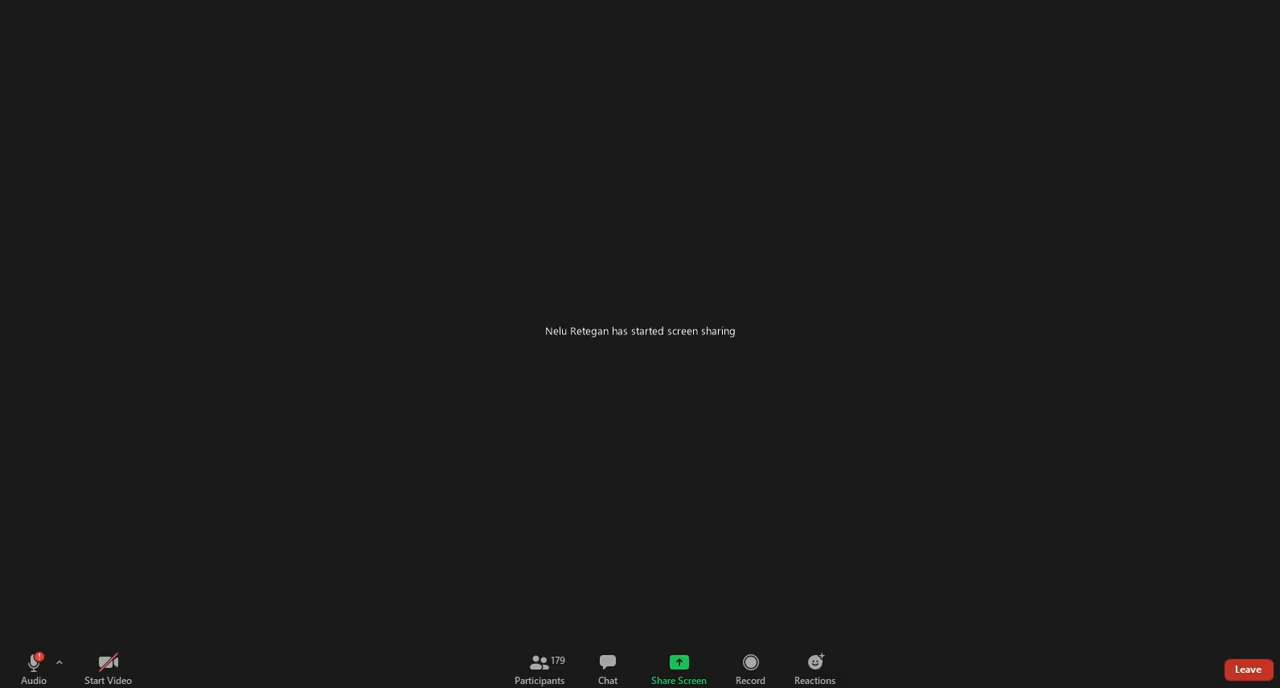 Nelu Retegan has started screen sharing
179
Audio
Start Video
Participants
Chat
Share Screen
Record
Reactions
Leave